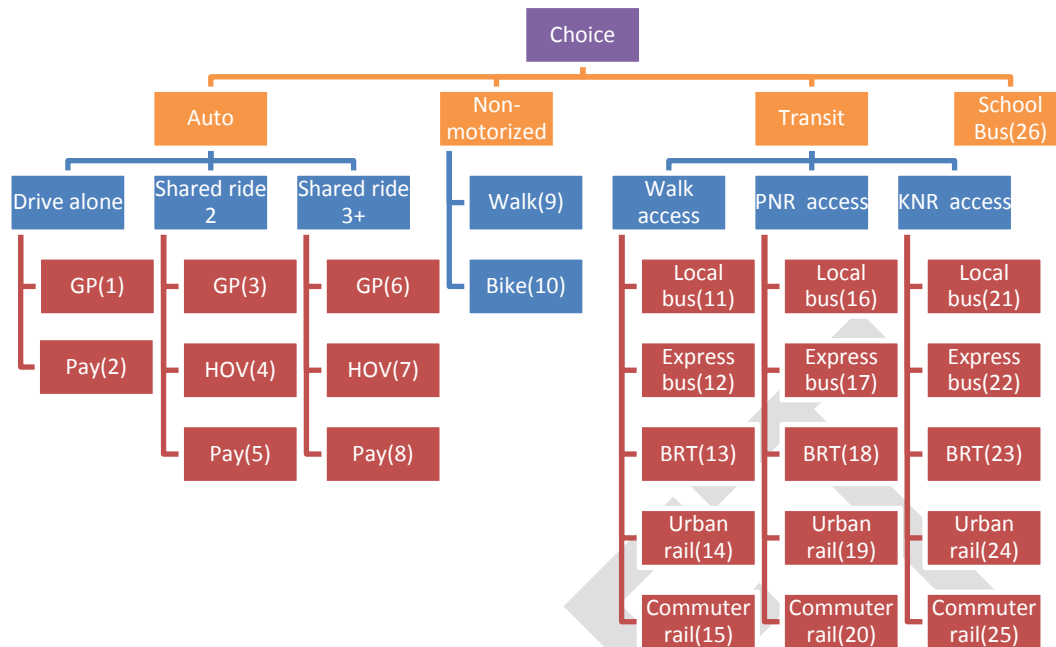 Choice
Auto
Non-
motorized
Transit
School
Bus(26)
Drive alone
Shared ride
2
Shared ride
3+
Walk(9)
Walk
access
PNR access
KNR access
GP(1)
GP(3)
GP(6)
Bike(10)
Local
bus(11)
Local
bus(16)
Local
bus(21)
Pay(2)
HOV(4)
HOV(7)
Express
bus(12)
Express
bus(17)
Express
bus(22)
Pay(5)
Pay(8)
BRT(13)
BRT(18)
BRT(23)
Urban
rail(14)
Urban
rail(19)
Urban
rail(24)
Commuter
rail(15)
Commuter
rail(20)
Commuter
rail(25)